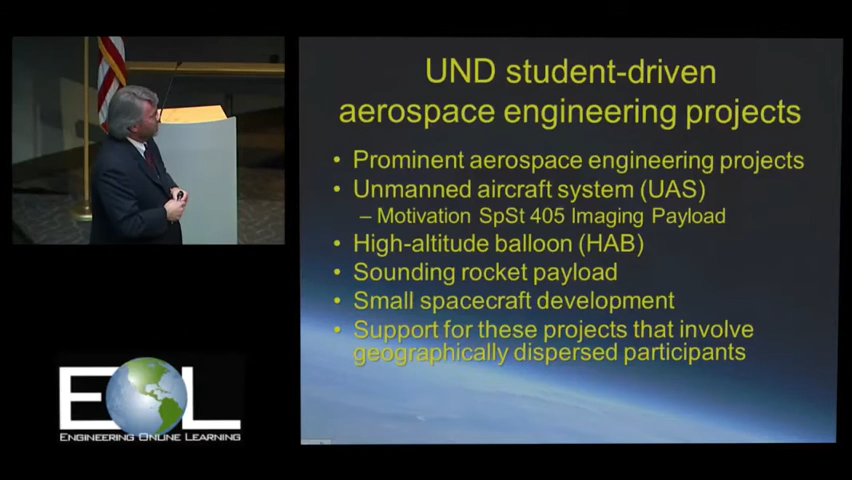 UND student-driven
aerospace engineering projects
• Prominent aerospace engineering projects
• Unmanned aircraft system (UAS)
– Motivation SpSt 405 Imaging Payload
• High-altitude balloon (HAB)
• Sounding rocket payload
• Small spacecraft development
• Support for these projects that involve
geographically dispersed participants
EOL
ENGINEERING ONLINE LEARNING